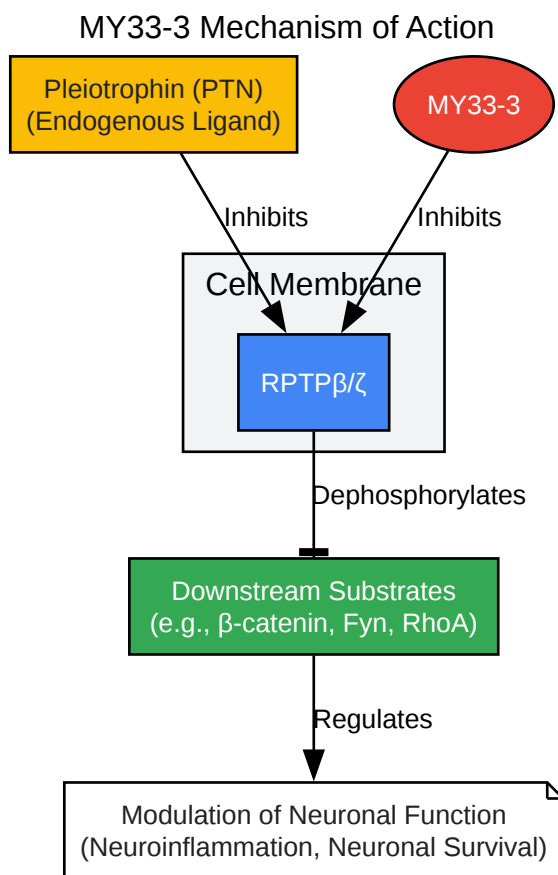 MY33-3 Mechanism of Action
Pleiotrophin (PTN)
(Endogenous Ligand)
MY33-3
Inhibits
Inhibits
Cell Membrane
RPTPβ/ζ
Dephosphorylates
Downstream Substrates
(e.g., β-catenin, Fyn, RhoA)
Regulates
Modulation of Neuronal Function
(Neuroinflammation, Neuronal Survival)